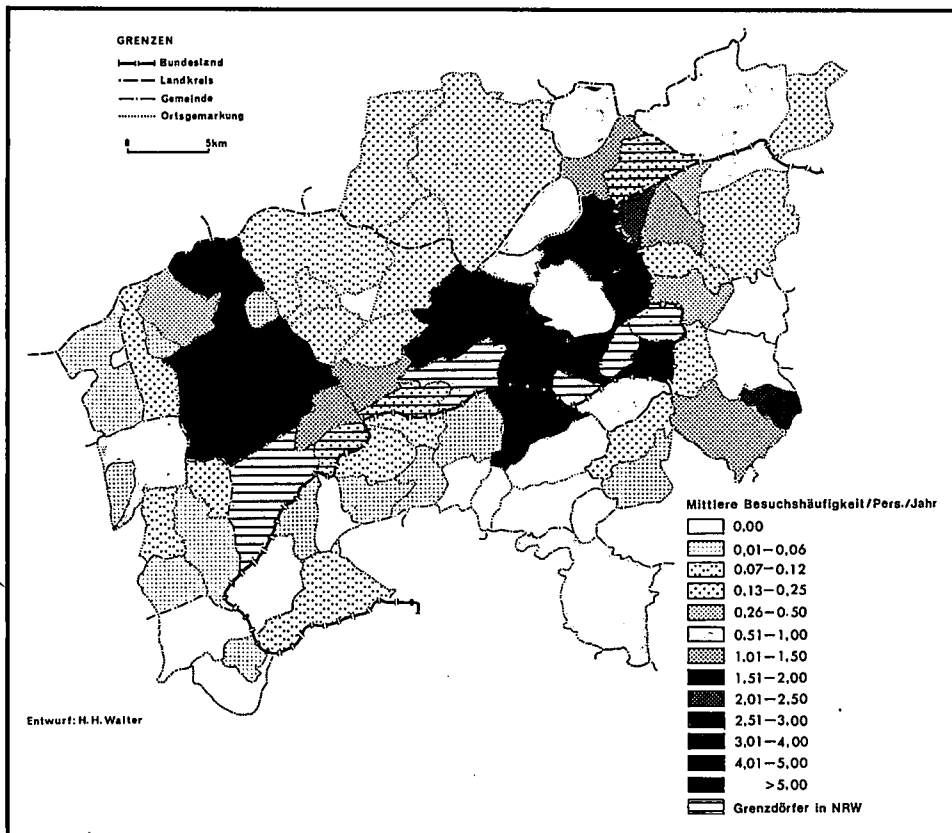 GRENZEN
Bundesland
Landkreis
Gemeinde
Ortsgemarkung
0 5km
Mittlere Besuchshäufigkeit/Pers./Jahr
0,00
0,01–0,06
0,07–0,12
0,13–0,25
0,26–0,50
0,51–1,00
1,01–1,50
1,51–2,00
2,01–2,50
2,51–3,00
3,01–4,00
4,01–5,00
>5,00
Grenzdörfer in NRW
Entwurf: H. H. Walter